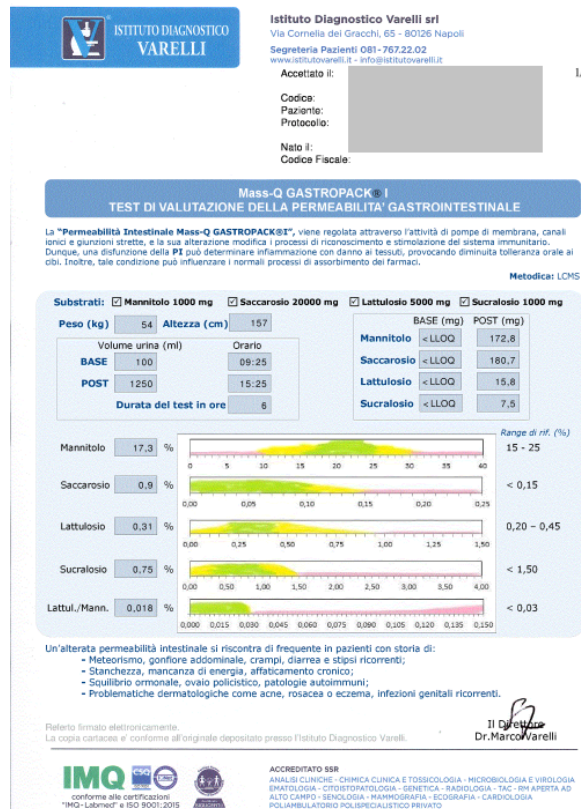 ISTITUTO DIAGNOSTICO
VARELLI
Istituto Diagnostico Varelli srl
Via Cornelia dei Gracchi, 65 - 80126 Napoli
Segreteria Pazienti 081-767.22.02
www.istitutovarelli.it - info@istitutovarelli.it
Accettato il:
Codice:
Paziente:
Protocollo:
Nato il:
Codice Fiscale:
Mass-Q GASTROPACK® I
TEST DI VALUTAZIONE DELLA PERMEABILITA' GASTROINTESTINALE
La "Permeabilità Intestinale Mass-Q GASTROPACK®I", viene regolata attraverso l'attività di pompe di membrana, canali
ionici e giunzioni strette, e la sua alterazione modifica i processi di riconoscimento e stimolazione del sistema immunitario.
Dunque, una disfunzione della PI può determinare infiammazione con danno ai tessuti, provocando diminuita tolleranza orale ai
cibi. Inoltre, tale condizione può influenzare i normali processi di assorbimento dei farmaci.
Metodica: LCMS
Substrati: ☑ Mannitolo 1000 mg ☑ Saccarosio 20000 mg ☑ Lattulosio 5000 mg ☑ Sucralosio 1000 mg
Peso (kg) 54 Altezza (cm) 157
Volume urina (ml) Orario
BASE 100 09:25
POST 1250 15:25
Durata del test in ore 6
BASE (mg) POST (mg)
Mannitolo <LLOQ 172,8
Saccarosio <LLOQ 180,7
Lattulosio <LLOQ 15,8
Sucralosio <LLOQ 7,5
Range di rif. (%)
Mannitolo 17.3 % 15 - 25
0 5 10 15 20 25 30 35 40
Saccarosio 0.9 % < 0,15
0,00 0,05 0,10 0,15 0,20 0,25
Lattulosio 0,31 % 0,20 – 0,45
0,00 0,25 0,50 0,75 1,00 1,25 1,50
Sucralosio 0,75 % < 1,50
0,00 0,50 1,00 1,50 2,00 2,50 3,00 3,50 4,00
Lattul./Mann. 0,018 % < 0,03
0,000 0,015 0,030 0,045 0,060 0,075 0,090 0,105 0,120 0,135 0,150
Un'alterata permeabilità intestinale si riscontra di frequente in pazienti con storia di:
- Meteorismo, gonfiore addominale, crampi, diarrea e stipsi ricorrenti;
- Stanchezza, mancanza di energia, affaticamento cronico;
- Squilibrio ormonale, ovaio policistico, patologie autoimmuni;
- Problematiche dermatologiche come acne, rosacea o eczema, infezioni genitali ricorrenti.
Referto firmato elettronicamente.
La copia cartacea e' conforme all'originale depositato presso l'Istituto Diagnostico Varelli.
Il Direttore
Dr.Marco Varelli
IMQ CSQ
conforme alle certificazioni
"IMQ-Labmed" e ISO 9001:2015
ACCREDITATO SSR
ANALISI CLINICHE - CHIMICA CLINICA E TOSSICOLOGIA - MICROBIOLOGIA E VIROLOGIA
EMATOLOGIA - CITOISTOPATOLOGIA - GENETICA - RADIOLOGIA - TAC - RM APERTA AD
ALTO CAMPO - SENOLOGIA - MAMMOGRAFIA - ECOGRAFIA - CARDIOLOGIA
POLIAMBULATORIO POLISPECIALISTICO PRIVATO